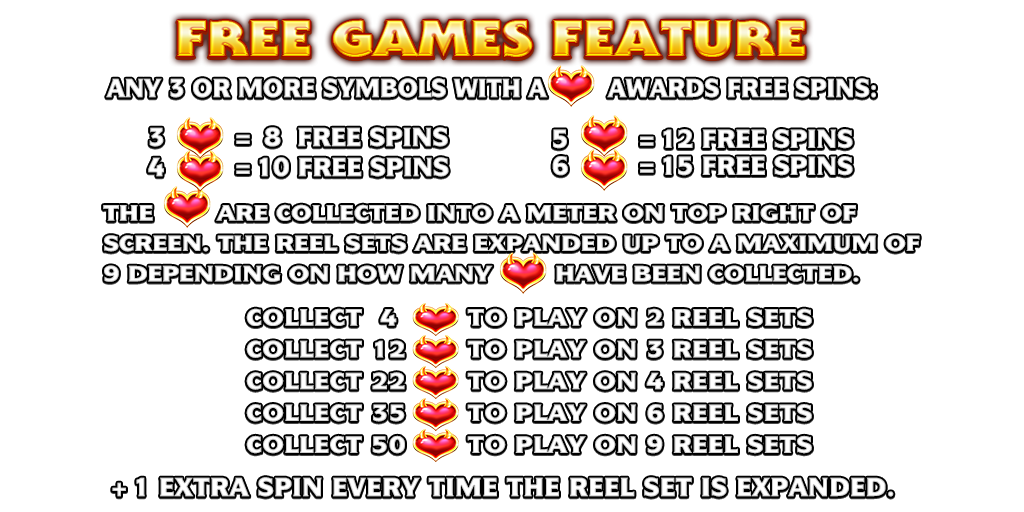 FREE GAMES FEATURE
ANY 3 OR MORE SYMBOLS WITH A AWARDS FREE SPINS:
3 = 8 FREE SPINS
4 = 10 FREE SPINS
5 = 12 FREE SPINS
6 = 15 FREE SPINS
THE ARE COLLECTED INTO A METER ON TOP RIGHT OF
SCREEN. THE REEL SETS ARE EXPANDED UP TO A MAXIMUM OF
9 DEPENDING ON HOW MANY HAVE BEEN COLLECTED.
COLLECT 4 TO PLAY ON 2 REEL SETS
COLLECT 12 TO PLAY ON 3 REEL SETS
COLLECT 22 TO PLAY ON 4 REEL SETS
COLLECT 35 TO PLAY ON 6 REEL SETS
COLLECT 50 TO PLAY ON 9 REEL SETS
+ 1 EXTRA SPIN EVERY TIME THE REEL SET IS EXPANDED.